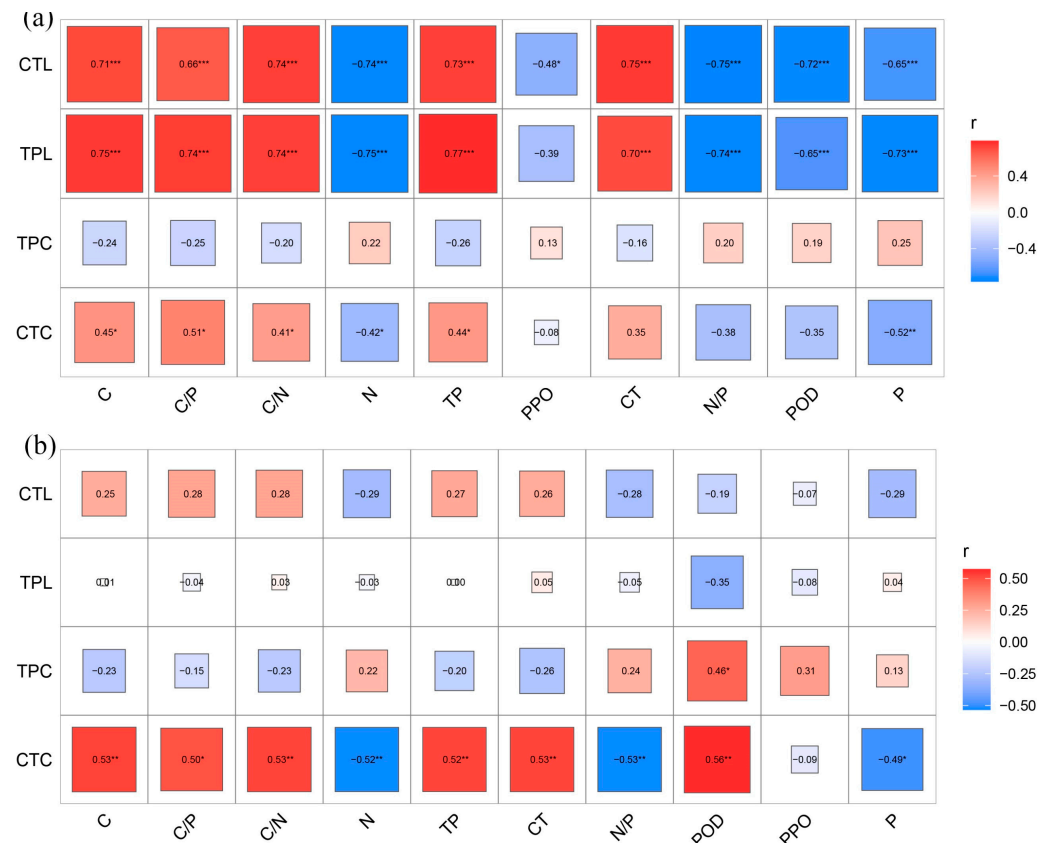 (a)
CTL 0.71*** 0.66*** 0.74*** −0.74*** 0.73*** −0.48* 0.75*** −0.75*** −0.72*** −0.65***
TPL 0.75*** 0.74*** 0.74*** −0.75*** 0.77*** −0.39 0.70*** −0.74*** −0.65*** −0.73***
TPC −0.24 −0.25 −0.20 0.22 −0.26 0.13 −0.16 0.20 0.19 0.25
CTC 0.45* 0.51* 0.41* −0.42* 0.44* −0.08 0.35 −0.38 −0.35 −0.52**
C C/P C/N N TP PPO CT N/P POD P
r
0.4
0.0
−0.4
(b)
CTL 0.25 0.28 0.28 −0.29 0.27 0.26 −0.28 −0.19 −0.07 −0.29
TPL 0.01 −0.04 0.03 −0.03 0.00 0.05 −0.05 −0.35 −0.08 0.04
TPC −0.23 −0.15 −0.23 0.22 −0.20 −0.26 0.24 0.46* 0.31 0.13
CTC 0.53** 0.50* 0.53** −0.52** 0.52** 0.53** −0.53** 0.56** −0.09 −0.49*
C C/P C/N N TP CT N/P POD PPO P
r
0.50
0.25
0.00
−0.25
−0.50